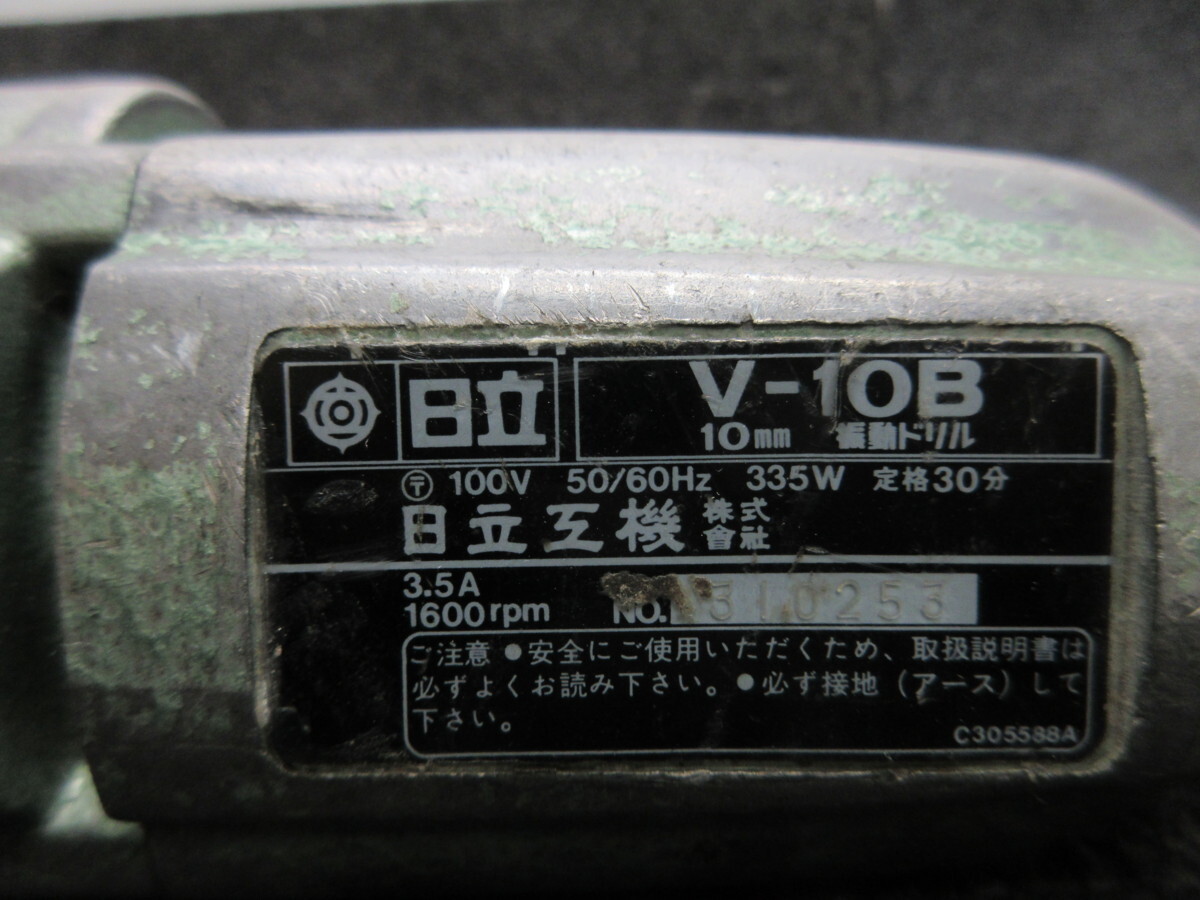 日立 V-10B
10mm 振動ドリル
〒 100V 50/60Hz 335W 定格30分
日立工機 株式會社
3.5A
1600rpm NO. 310253
ご注意 ●安全にご使用いただくため、取扱説明書は
必ずよくお読み下さい。●必ず接地(アース)して
下さい。
C305588A